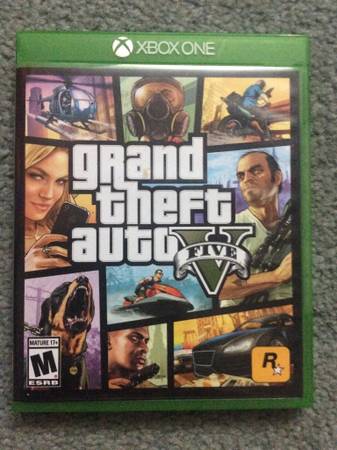 XBOX ONE
grand
theft
auto
V
FIVE
MATURE 17+
M
ESRB
R